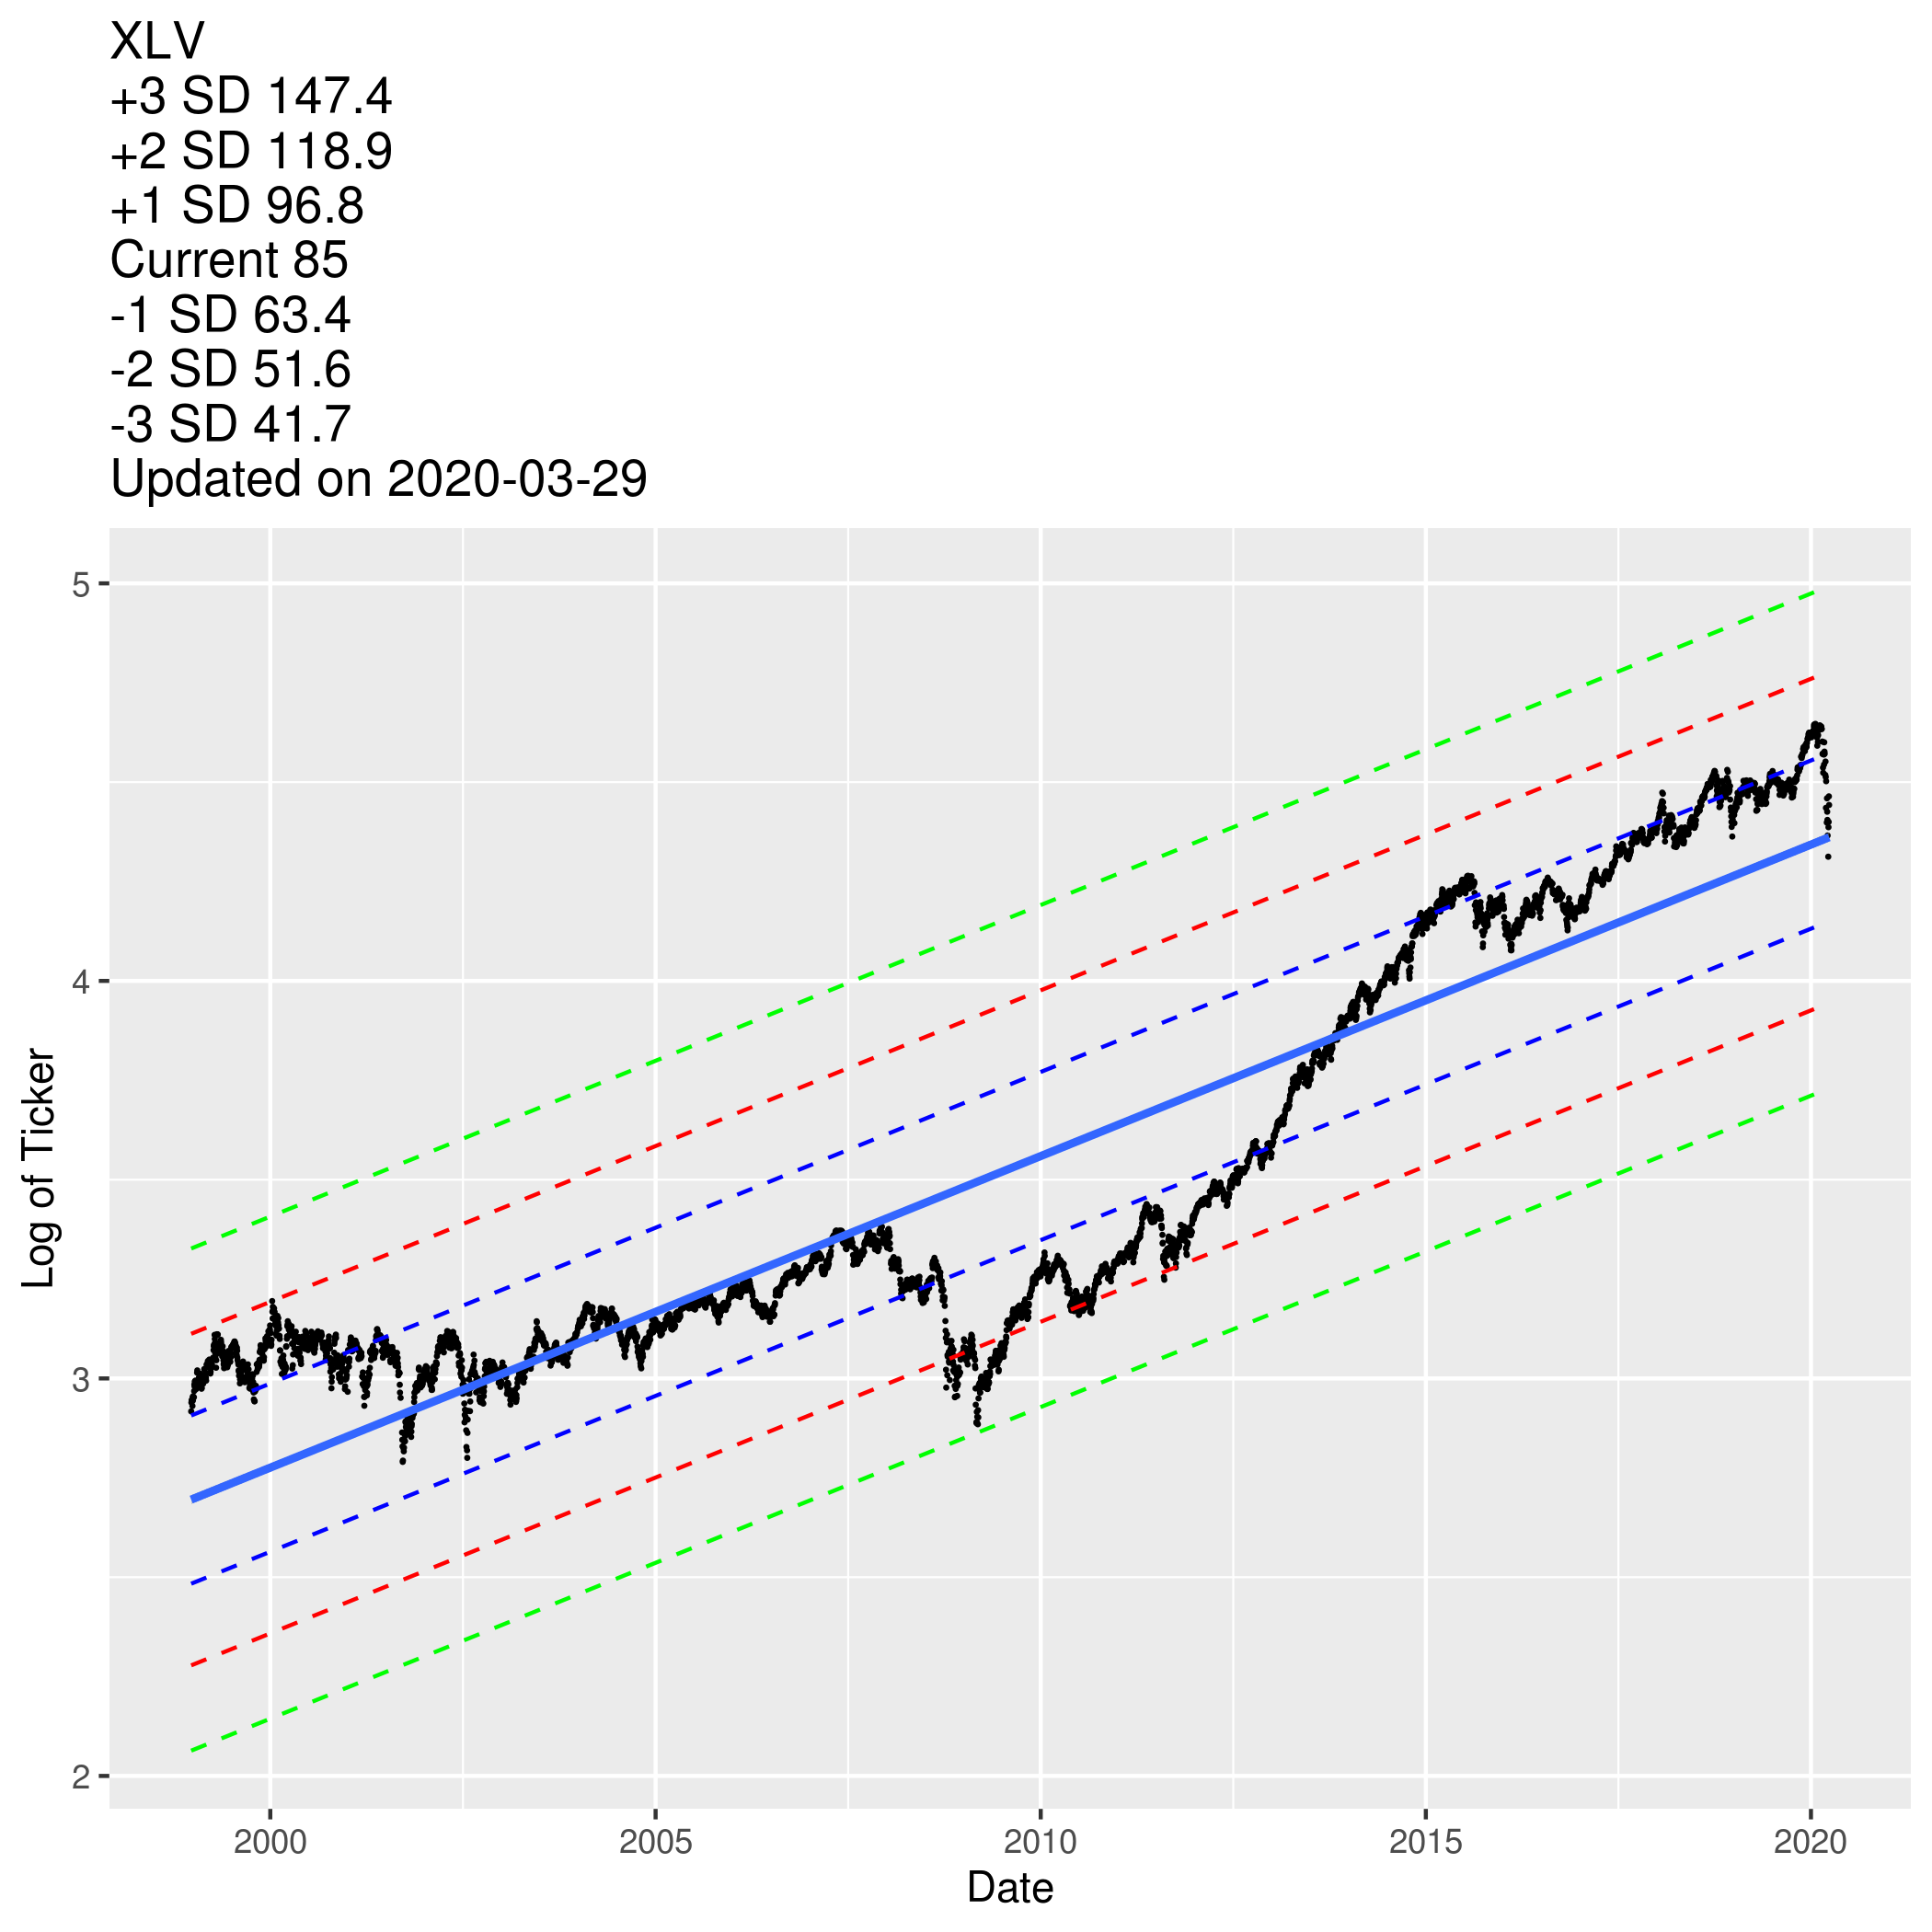 XLV
+3 SD 147.4
+2 SD 118.9
+1 SD 96.8
Current 85
-1 SD 63.4
-2 SD 51.6
-3 SD 41.7
Updated on 2020-03-29
5
4
3
2
Log of Ticker
2000 2005 2010 2015 2020
Date